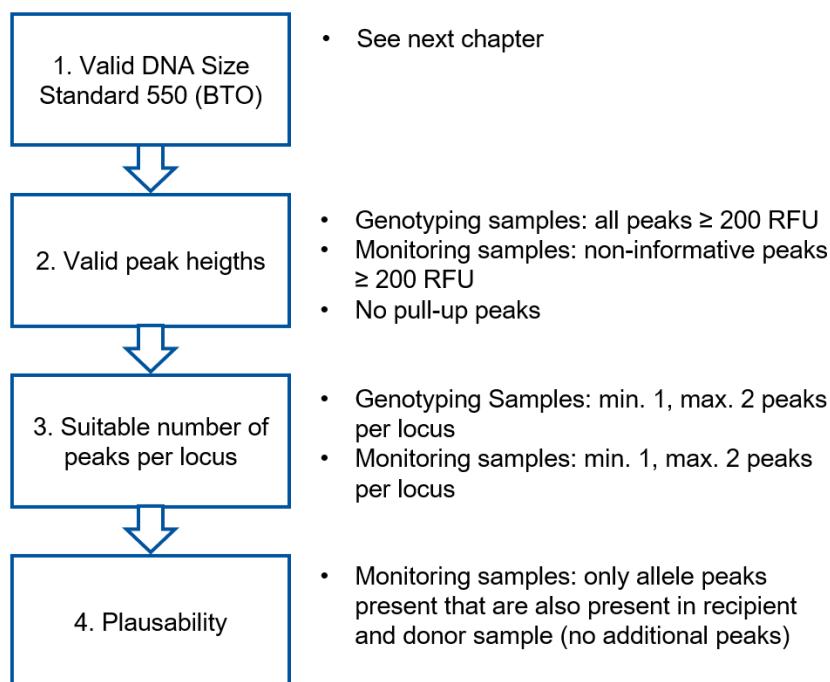 1. Valid DNA Size
Standard 550 (BTO)
• See next chapter
2. Valid peak heigths
• Genotyping samples: all peaks ≥ 200 RFU
• Monitoring samples: non-informative peaks
≥ 200 RFU
• No pull-up peaks
3. Suitable number of
peaks per locus
• Genotyping Samples: min. 1, max. 2 peaks
per locus
• Monitoring samples: min. 1, max. 2 peaks
per locus
4. Plausability
• Monitoring samples: only allele peaks
present that are also present in recipient
and donor sample (no additional peaks)